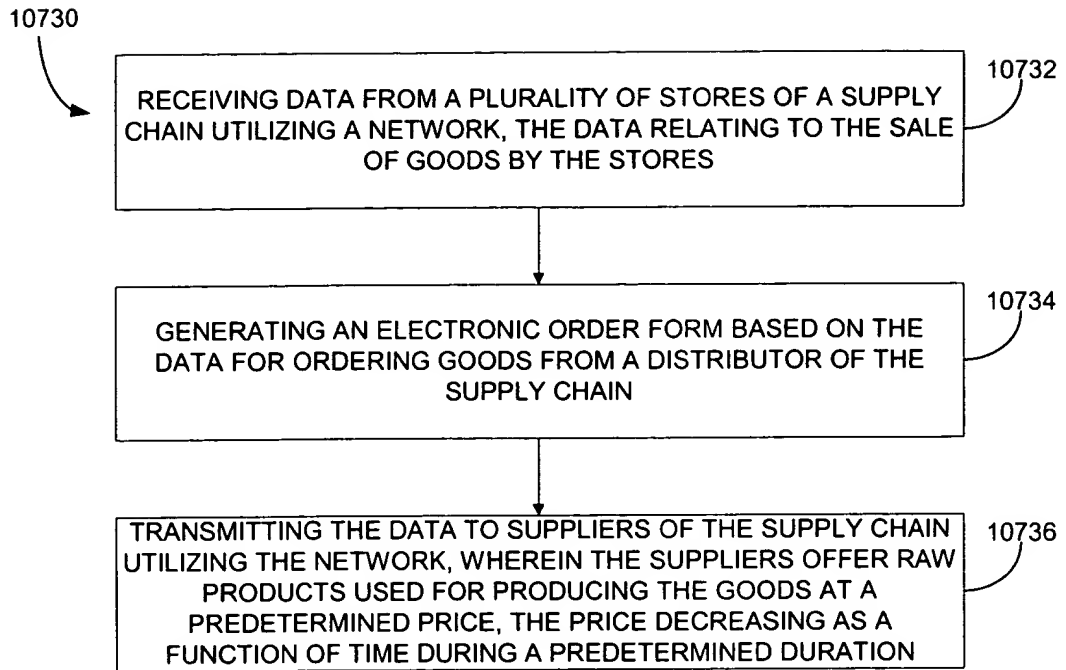 10730
10732
RECEIVING DATA FROM A PLURALITY OF STORES OF A SUPPLY
CHAIN UTILIZING A NETWORK, THE DATA RELATING TO THE SALE
OF GOODS BY THE STORES
10734
GENERATING AN ELECTRONIC ORDER FORM BASED ON THE
DATA FOR ORDERING GOODS FROM A DISTRIBUTOR OF THE
SUPPLY CHAIN
10736
TRANSMITTING THE DATA TO SUPPLIERS OF THE SUPPLY CHAIN
UTILIZING THE NETWORK, WHEREIN THE SUPPLIERS OFFER RAW
PRODUCTS USED FOR PRODUCING THE GOODS AT A
PREDETERMINED PRICE, THE PRICE DECREASING AS A
FUNCTION OF TIME DURING A PREDETERMINED DURATION